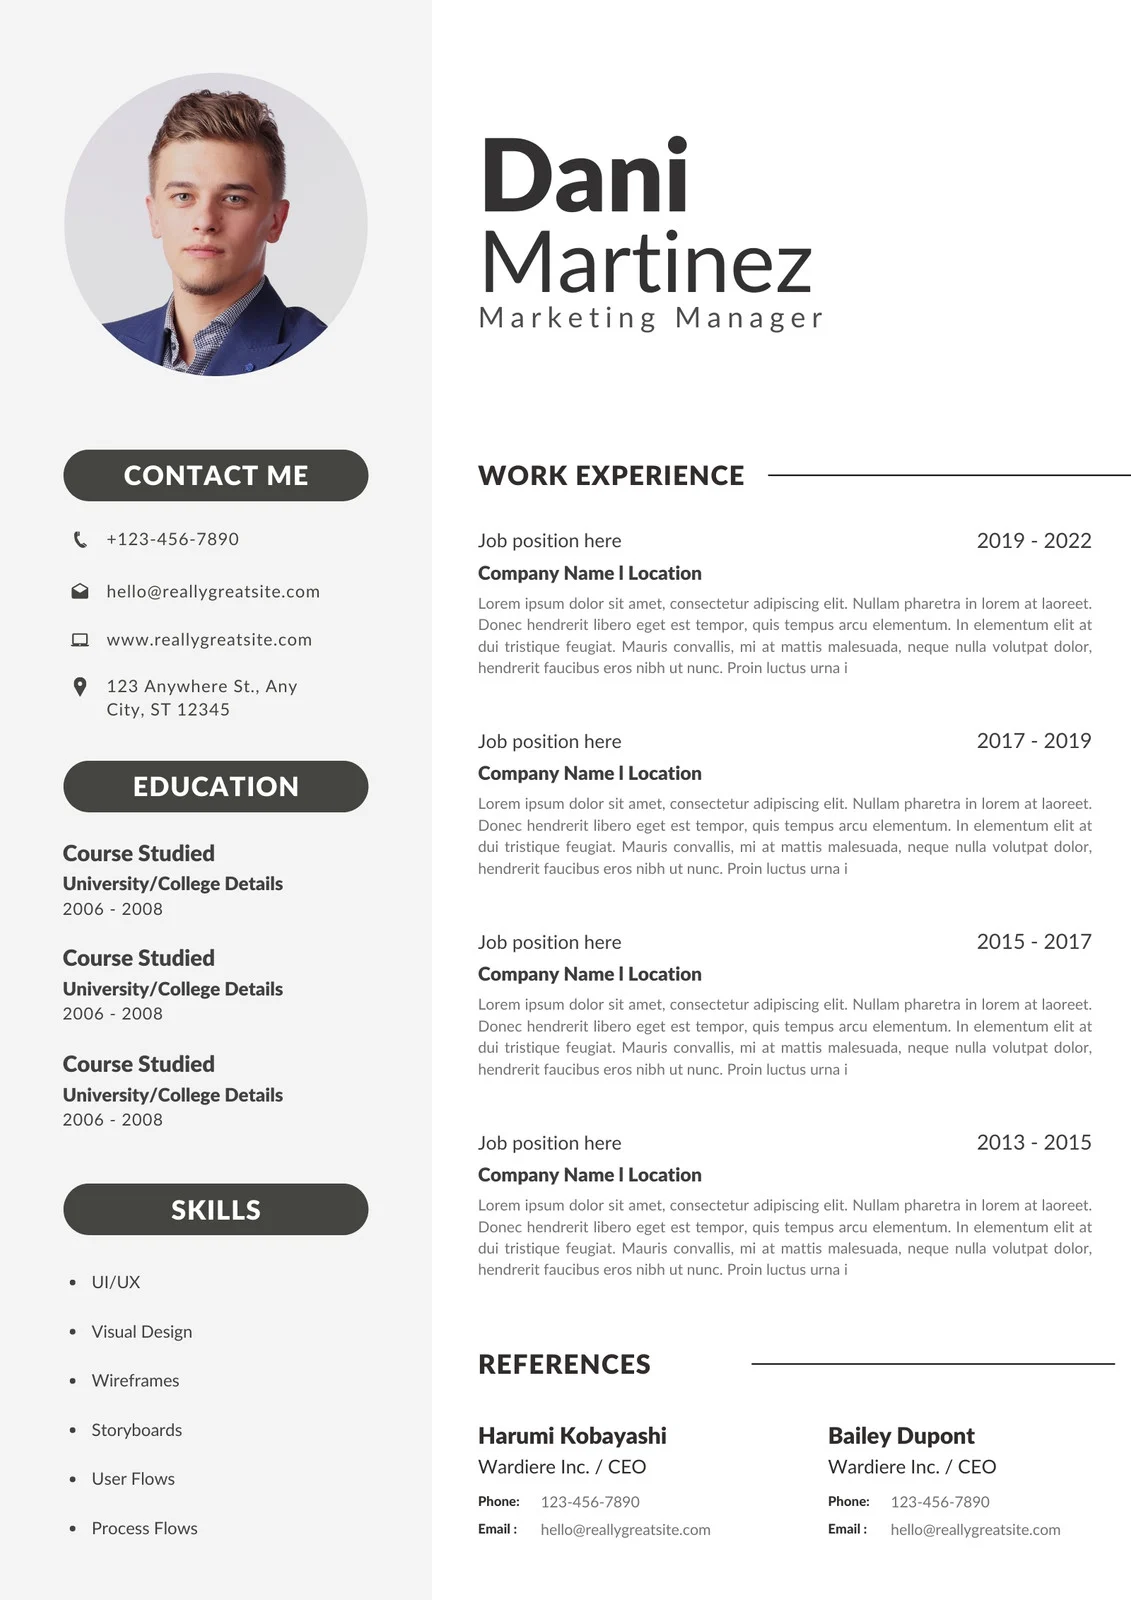 Dani
Martinez
Marketing Manager
CONTACT ME
+123-456-7890
hello@reallygreatsite.com
www.reallygreatsite.com
123 Anywhere St., Any
City, ST 12345
EDUCATION
Course Studied
University/College Details
2006 - 2008
Course Studied
University/College Details
2006 - 2008
Course Studied
University/College Details
2006 - 2008
SKILLS
• UI/UX
• Visual Design
• Wireframes
• Storyboards
• User Flows
• Process Flows
WORK EXPERIENCE
Job position here 2019 - 2022
Company Name l Location
Lorem ipsum dolor sit amet, consectetur adipiscing elit. Nullam pharetra in lorem at laoreet.
Donec hendrerit libero eget est tempor, quis tempus arcu elementum. In elementum elit at
dui tristique feugiat. Mauris convallis, mi at mattis malesuada, neque nulla volutpat dolor,
hendrerit faucibus eros nibh ut nunc. Proin luctus urna i
Job position here 2017 - 2019
Company Name l Location
Lorem ipsum dolor sit amet, consectetur adipiscing elit. Nullam pharetra in lorem at laoreet.
Donec hendrerit libero eget est tempor, quis tempus arcu elementum. In elementum elit at
dui tristique feugiat. Mauris convallis, mi at mattis malesuada, neque nulla volutpat dolor,
hendrerit faucibus eros nibh ut nunc. Proin luctus urna i
Job position here 2015 - 2017
Company Name l Location
Lorem ipsum dolor sit amet, consectetur adipiscing elit. Nullam pharetra in lorem at laoreet.
Donec hendrerit libero eget est tempor, quis tempus arcu elementum. In elementum elit at
dui tristique feugiat. Mauris convallis, mi at mattis malesuada, neque nulla volutpat dolor,
hendrerit faucibus eros nibh ut nunc. Proin luctus urna i
Job position here 2013 - 2015
Company Name l Location
Lorem ipsum dolor sit amet, consectetur adipiscing elit. Nullam pharetra in lorem at laoreet.
Donec hendrerit libero eget est tempor, quis tempus arcu elementum. In elementum elit at
dui tristique feugiat. Mauris convallis, mi at mattis malesuada, neque nulla volutpat dolor,
hendrerit faucibus eros nibh ut nunc. Proin luctus urna i
REFERENCES
Harumi Kobayashi
Wardiere Inc. / CEO
Phone: 123-456-7890
Email : hello@reallygreatsite.com
Bailey Dupont
Wardiere Inc. / CEO
Phone: 123-456-7890
Email : hello@reallygreatsite.com